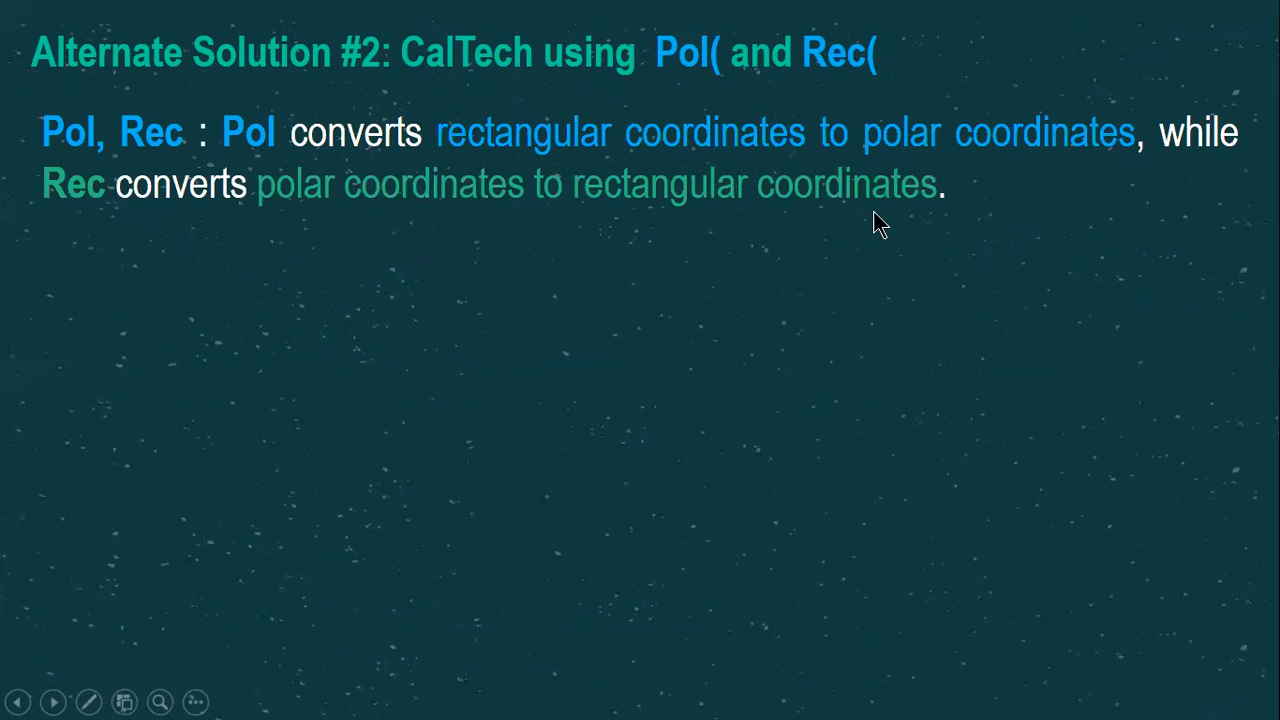 Alternate Solution #2: CalTech using Pol( and Rec(
Pol, Rec : Pol converts rectangular coordinates to polar coordinates, while
Rec converts polar coordinates to rectangular coordinates.